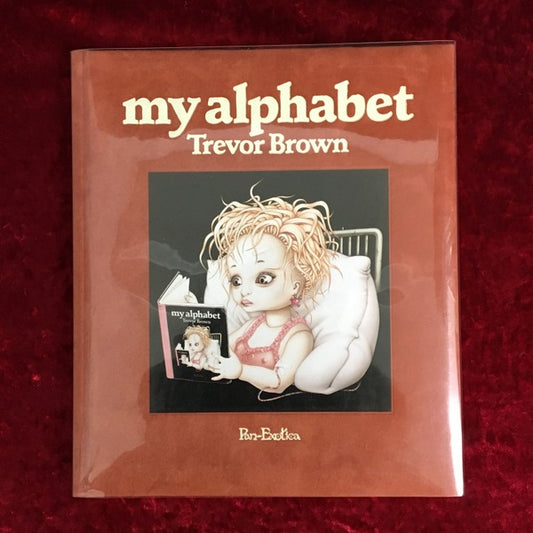 my alphabet
Trevor Brown
my alphabet
Trevor Brown
Pan-Exotica